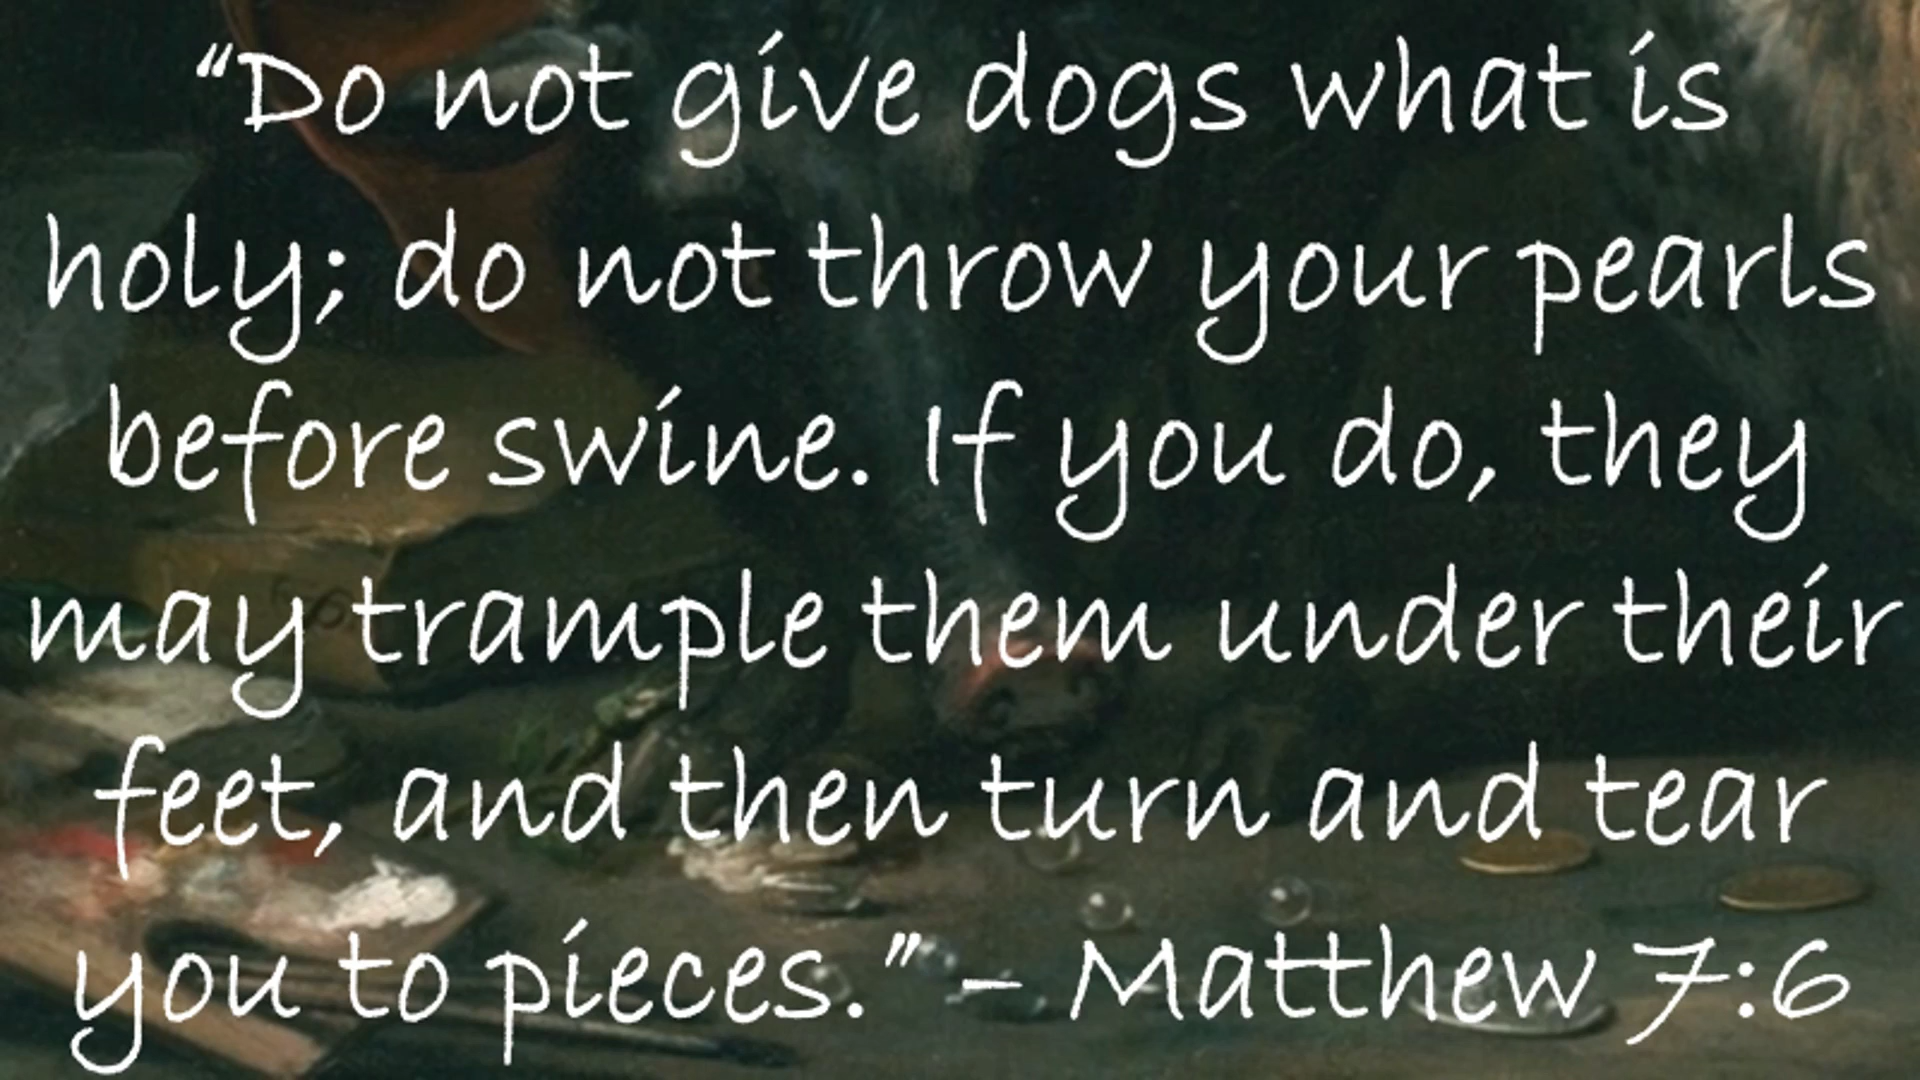 “Do not give dogs what is
holy; do not throw your pearls
before swine. If you do, they
may trample them under their
feet, and then turn and tear
you to pieces.” – Matthew 7:6